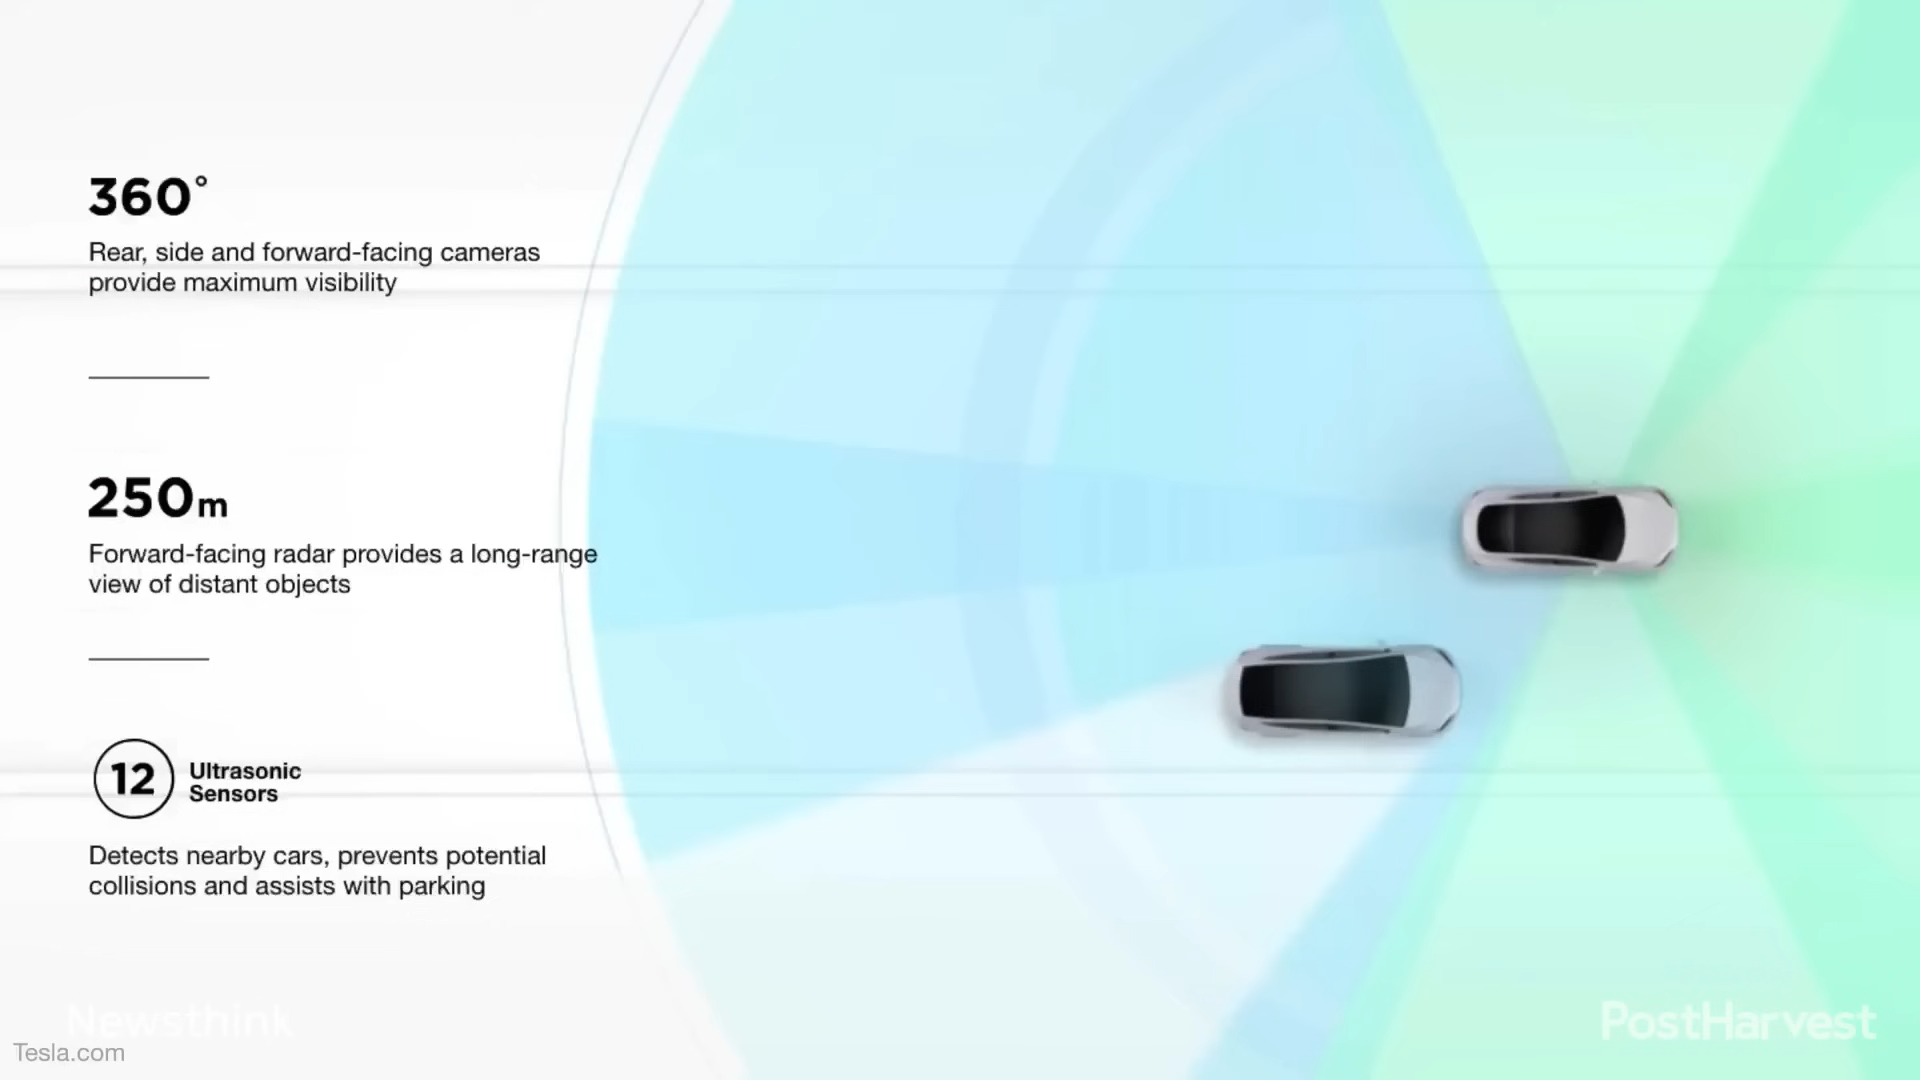 360°
Rear, side and forward-facing cameras
provide maximum visibility
250m
Forward-facing radar provides a long-range
view of distant objects
12
Ultrasonic
Sensors
Detects nearby cars, prevents potential
collisions and assists with parking
Newsthink
Tesla.com
PostHarvest